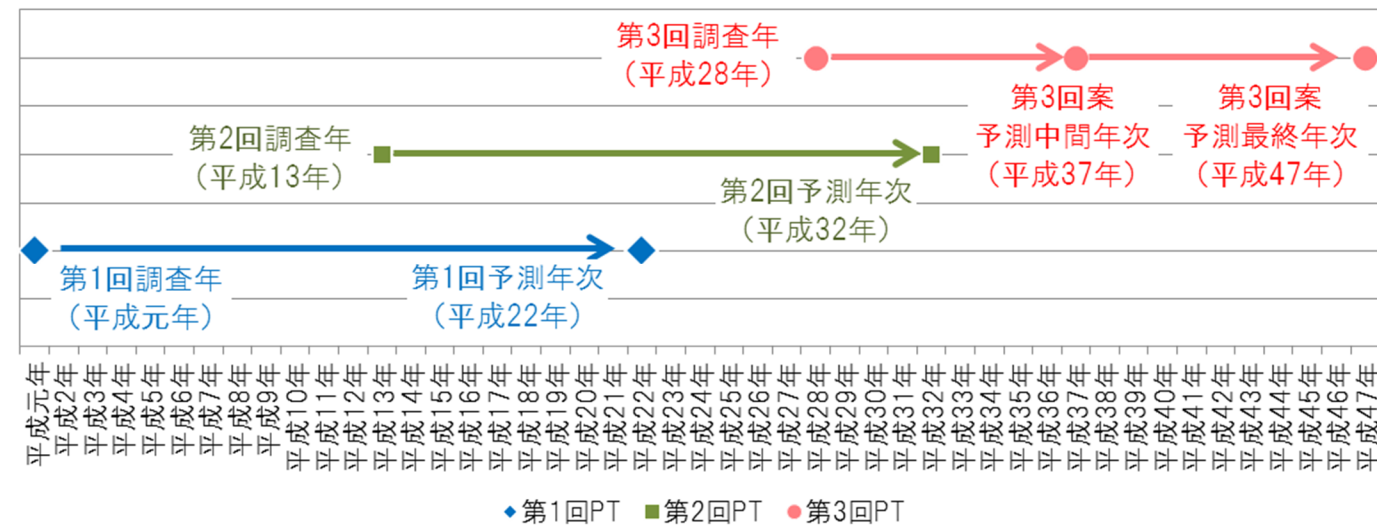 第3回調査年
（平成28年）
第3回案
予測中間年次
（平成37年）
第3回案
予測最終年次
（平成47年）
第2回調査年
（平成13年）
第2回予測年次
（平成32年）
第1回調査年
（平成元年）
第1回予測年次
（平成22年）
平成元年
平成2年
平成3年
平成4年
平成5年
平成6年
平成7年
平成8年
平成9年
平成10年
平成11年
平成12年
平成13年
平成14年
平成15年
平成16年
平成17年
平成18年
平成19年
平成20年
平成21年
平成22年
平成23年
平成24年
平成25年
平成26年
平成27年
平成28年
平成29年
平成30年
平成31年
平成32年
平成33年
平成34年
平成35年
平成36年
平成37年
平成38年
平成39年
平成40年
平成41年
平成42年
平成43年
平成44年
平成45年
平成46年
平成47年
第1回PT
第2回PT
第3回PT